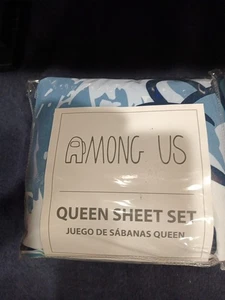 AMONG US
QUEEN SHEET SET
JUEGO DE SÁBANAS QUEEN